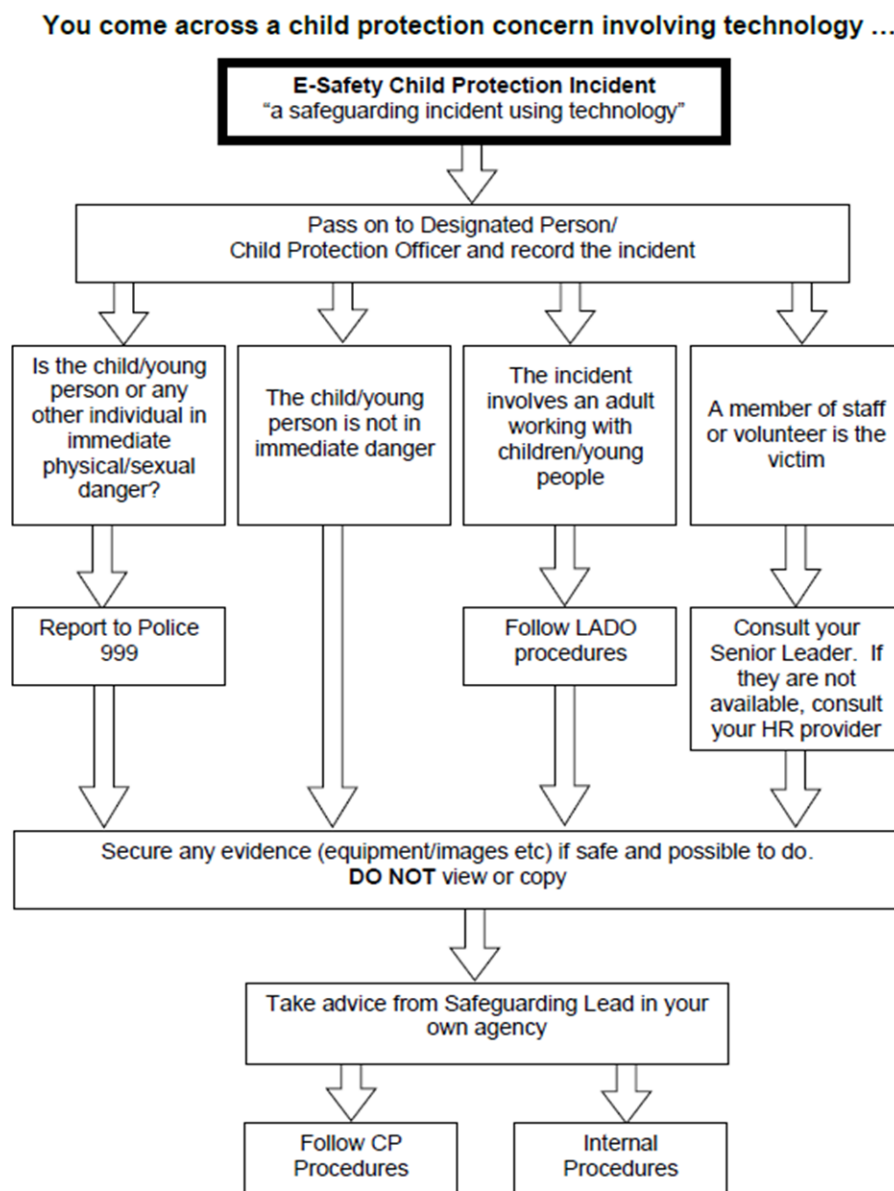 You come across a child protection concern involving technology ...
E-Safety Child Protection Incident
“a safeguarding incident using technology”
Pass on to Designated Person/
Child Protection Officer and record the incident
Is the child/young
person or any
other individual in
immediate
physical/sexual
danger?
The child/young
person is not in
immediate danger
The incident
involves an adult
working with
children/young
people
A member of staff
or volunteer is the
victim
Report to Police
999
Follow LADO
procedures
Consult your
Senior Leader.  If
they are not
available, consult
your HR provider
Secure any evidence (equipment/images etc) if safe and possible to do.
DO NOT view or copy
Take advice from Safeguarding Lead in your
own agency
Follow CP
Procedures
Internal
Procedures